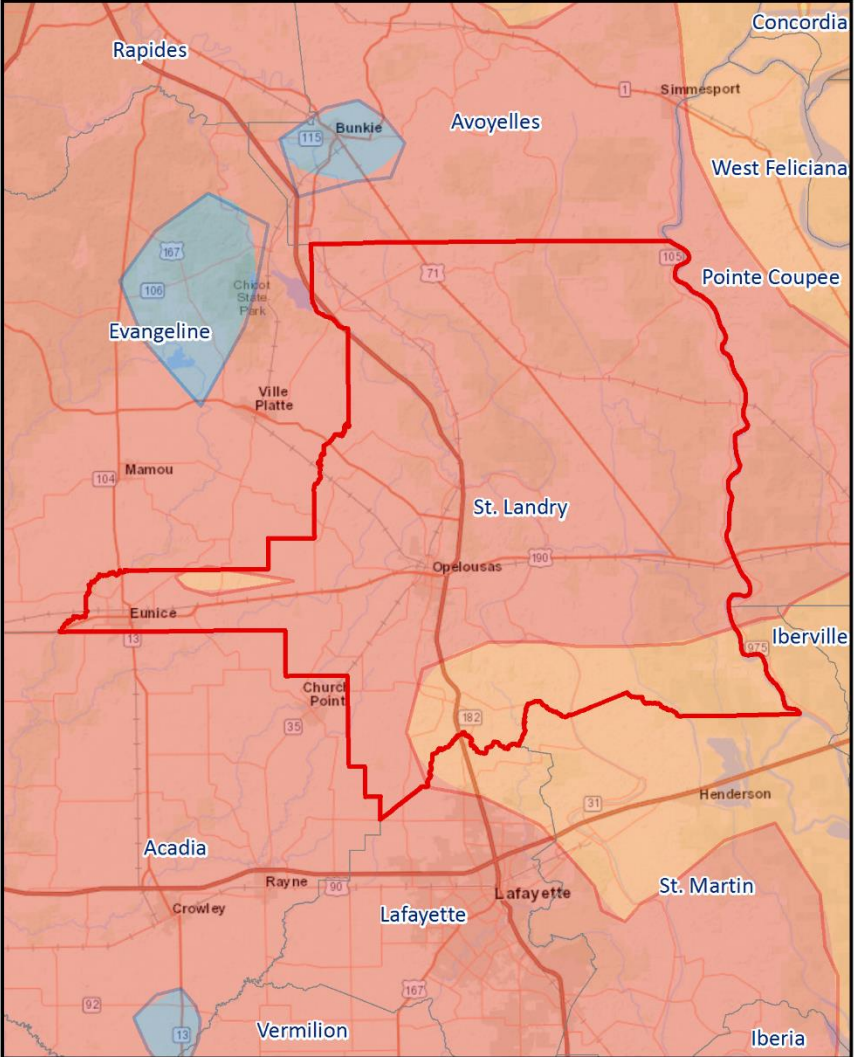 Concordia
Rapides
1
Simmesport
Avoyelles
Bunkie
115
West Feliciana
167
105
71
Pointe Coupee
106
Chicot
State
Park
Evangeline
Ville
Platte
Mamou
104
St. Landry
190
Opelousas
Eunice
13
Iberville
975
Church
Point
182
35
Henderson
31
Acadia
Rayne
90
St. Martin
Lafayette
Crowley
Lafayette
167
92
13
Vermilion
Iberia